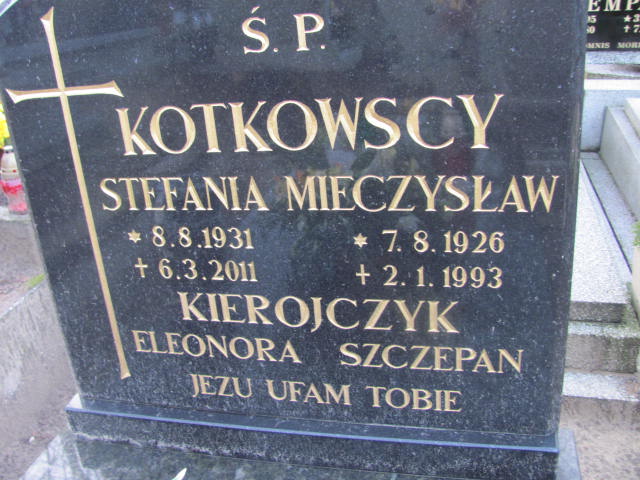 Ś. P.
KOTKOWSCY
STEFANIA MIECZYSŁAW
* 8. 8. 1931 * 7. 8. 1926
+ 6. 3. 2011 + 2. 1. 1993
KIEROJCZYK
ELEONORA SZCZEPAN
JEZU UFAM TOBIE